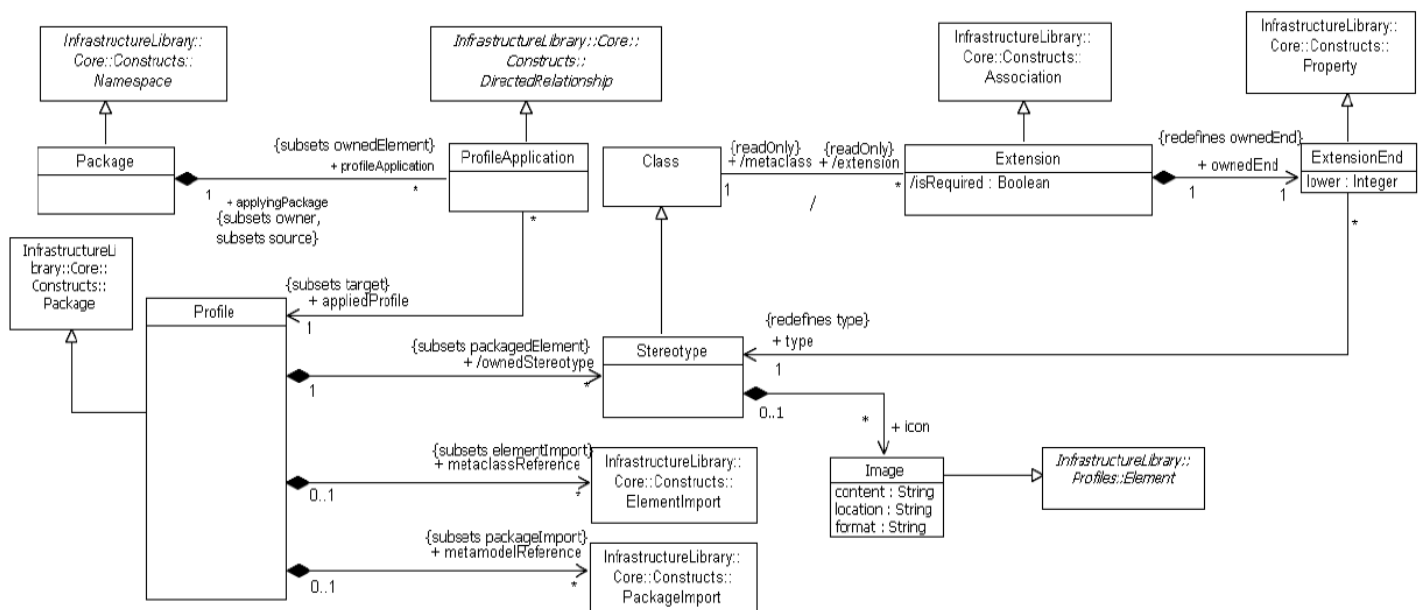 InfrastructureLibrary::
Core::Constructs::
Namespace
InfrastructureLibrary::Core::
Constructs::
DirectedRelationship
InfrastructureLibrary::
Core::Constructs::
Association
InfrastructureLibrary::
Core::Constructs::
Property
Package
{subsets ownedElement}
+ profileApplication
1
*
+ applyingPackage
{subsets owner,
subsets source}
ProfileApplication
*
Class
{readOnly}
+ /metaclass
1
{readOnly}
+ /extension
*
/
Extension
/isRequired : Boolean
{redefines ownedEnd}
+ ownedEnd
1
1
ExtensionEnd
lower : Integer
*
InfrastructureLi
brary::Core::
Constructs::
Package
Profile
{subsets target}
+ appliedProfile
1
{subsets packagedElement}
+ /ownedStereotype
1
*
Stereotype
{redefines type}
+ type
1
0..1
*
+ icon
{subsets elementImport}
+ metaclassReference
0..1
*
InfrastructureLibrary::
Core::Constructs::
ElementImport
Image
content : String
location : String
format : String
InfrastructureLibrary::
Profiles::Element
{subsets packageImport}
+ metamodelReference
0..1
*
InfrastructureLibrary::
Core::Constructs::
PackageImport